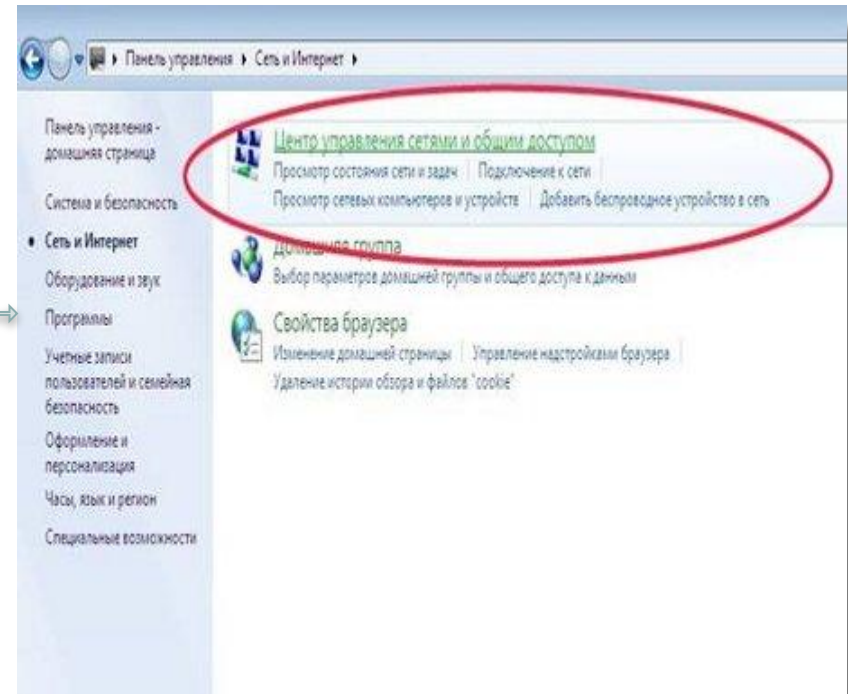 Панель управления ▸ Сеть и Интернет ▸
Панель управления -
домашняя страница
Система и безопасность
Сеть и Интернет
Оборудование и звук
Программы
Учетные записи
пользователей и семейная
безопасность
Оформление и
персонализация
Часы, язык и регион
Специальные возможности
Центр управления сетями и общим доступом
Просмотр состояния сети и задач Подключение к сети
Просмотр сетевых компьютеров и устройств Добавить беспроводное устройство в сеть
Домашняя группа
Выбор параметров домашней группы и общего доступа к данным
Свойства браузера
Изменение домашней страницы Управление надстройками браузера
Удаление истории обзора и файлов "cookie"